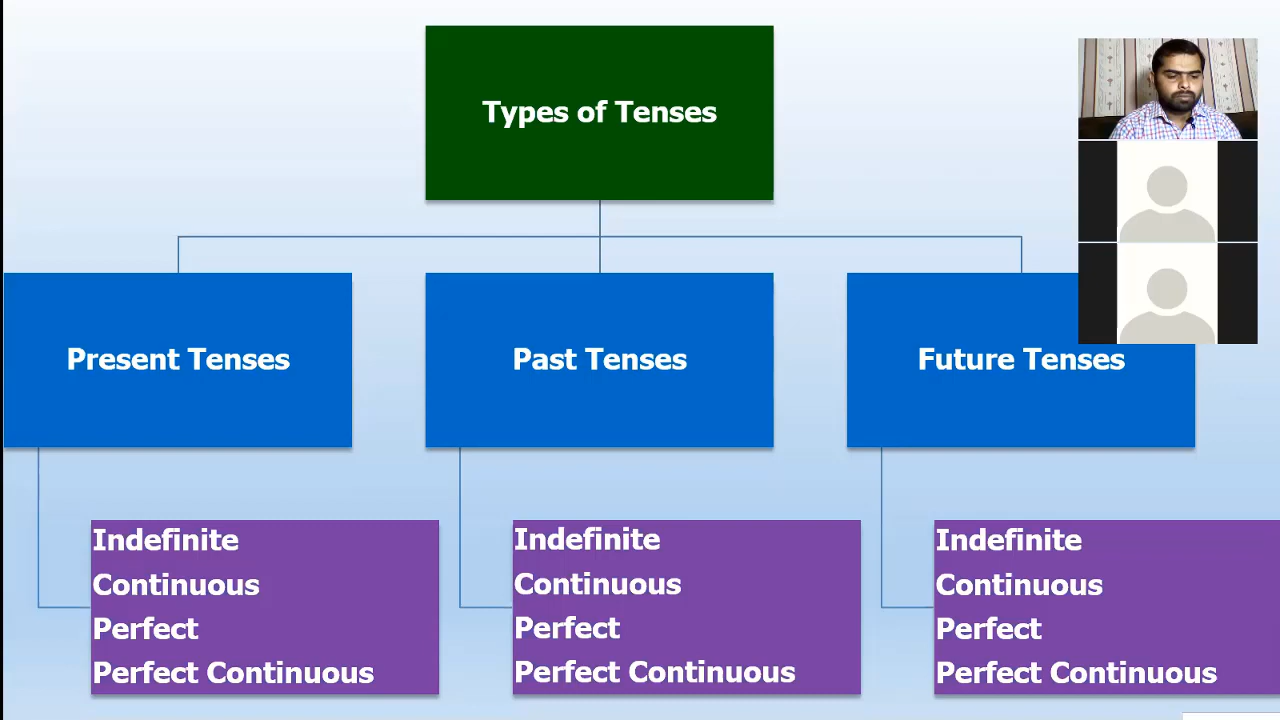 Types of Tenses
Present Tenses
Past Tenses
Future Tenses
Indefinite
Continuous
Perfect
Perfect Continuous
Indefinite
Continuous
Perfect
Perfect Continuous
Indefinite
Continuous
Perfect
Perfect Continuous